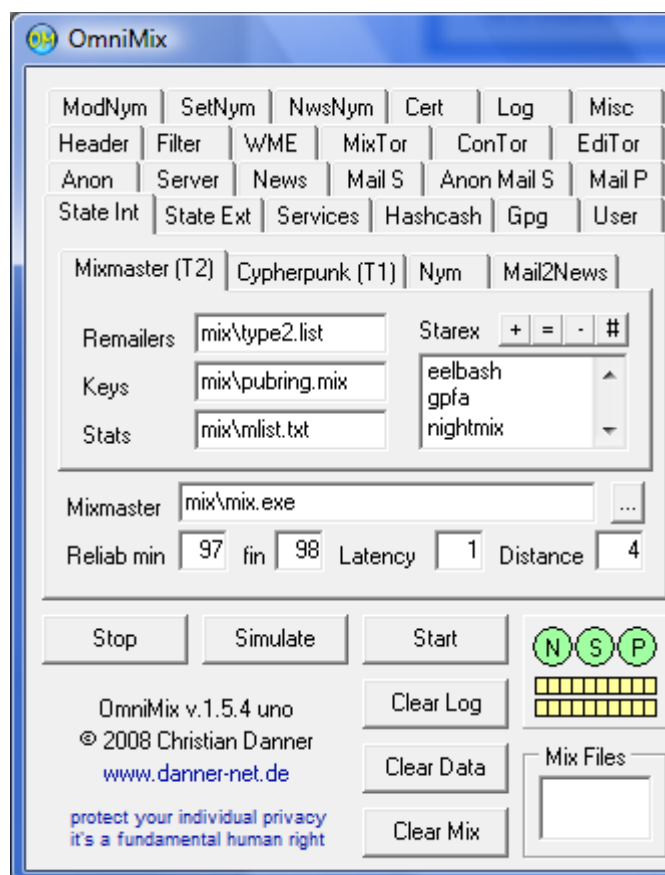 OmniMix
ModNym SetNym NwsNym Cert Log Misc
Header Filter WME MixTor ConTor EdiTor
Anon Server News Mail S Anon Mail S Mail P
State Int State Ext Services Hashcash Gpg User
Mixmaster (T2) Cypherpunk (T1) Nym Mail2News
Remailers mix\type2.list Starex + = - #
Keys mix\pubring.mix eelbash
gpfa
Stats mix\mlist.txt nightmix
Mixmaster mix\mix.exe ...
Reliab min 97 fin 98 Latency 1 Distance 4
Stop Simulate Start N S P
OmniMix v.1.5.4 uno Clear Log
© 2008 Christian Danner
www.danner-net.de Clear Data Mix Files
protect your individual privacy
it's a fundamental human right Clear Mix